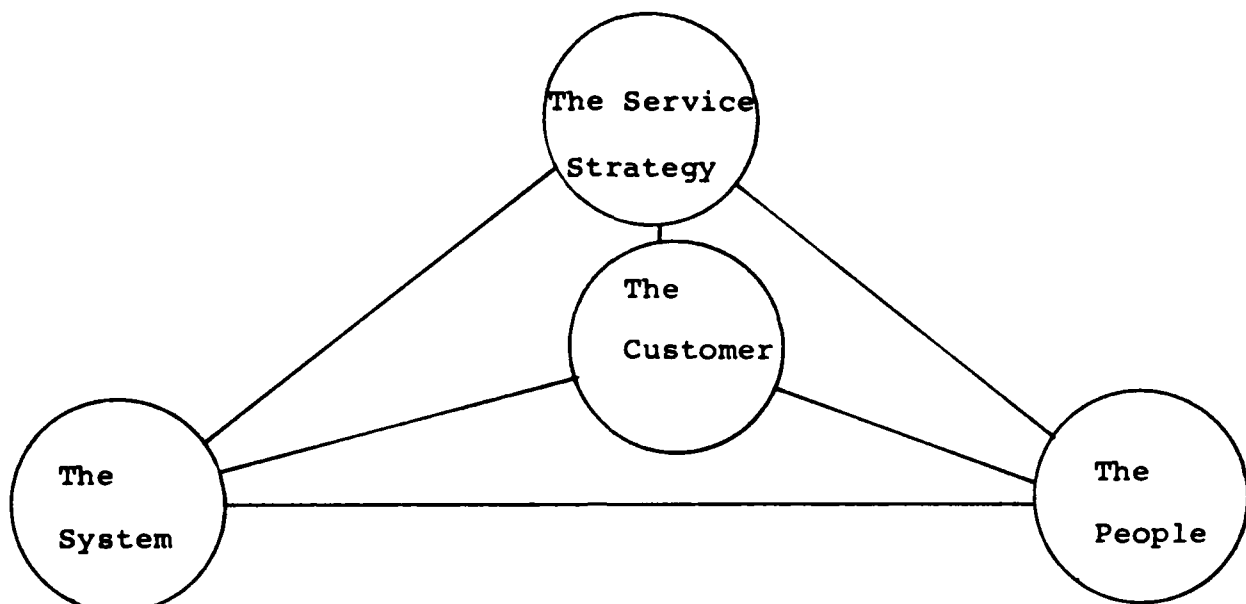 The Service
Strategy
The
Customer
The
System
The
People